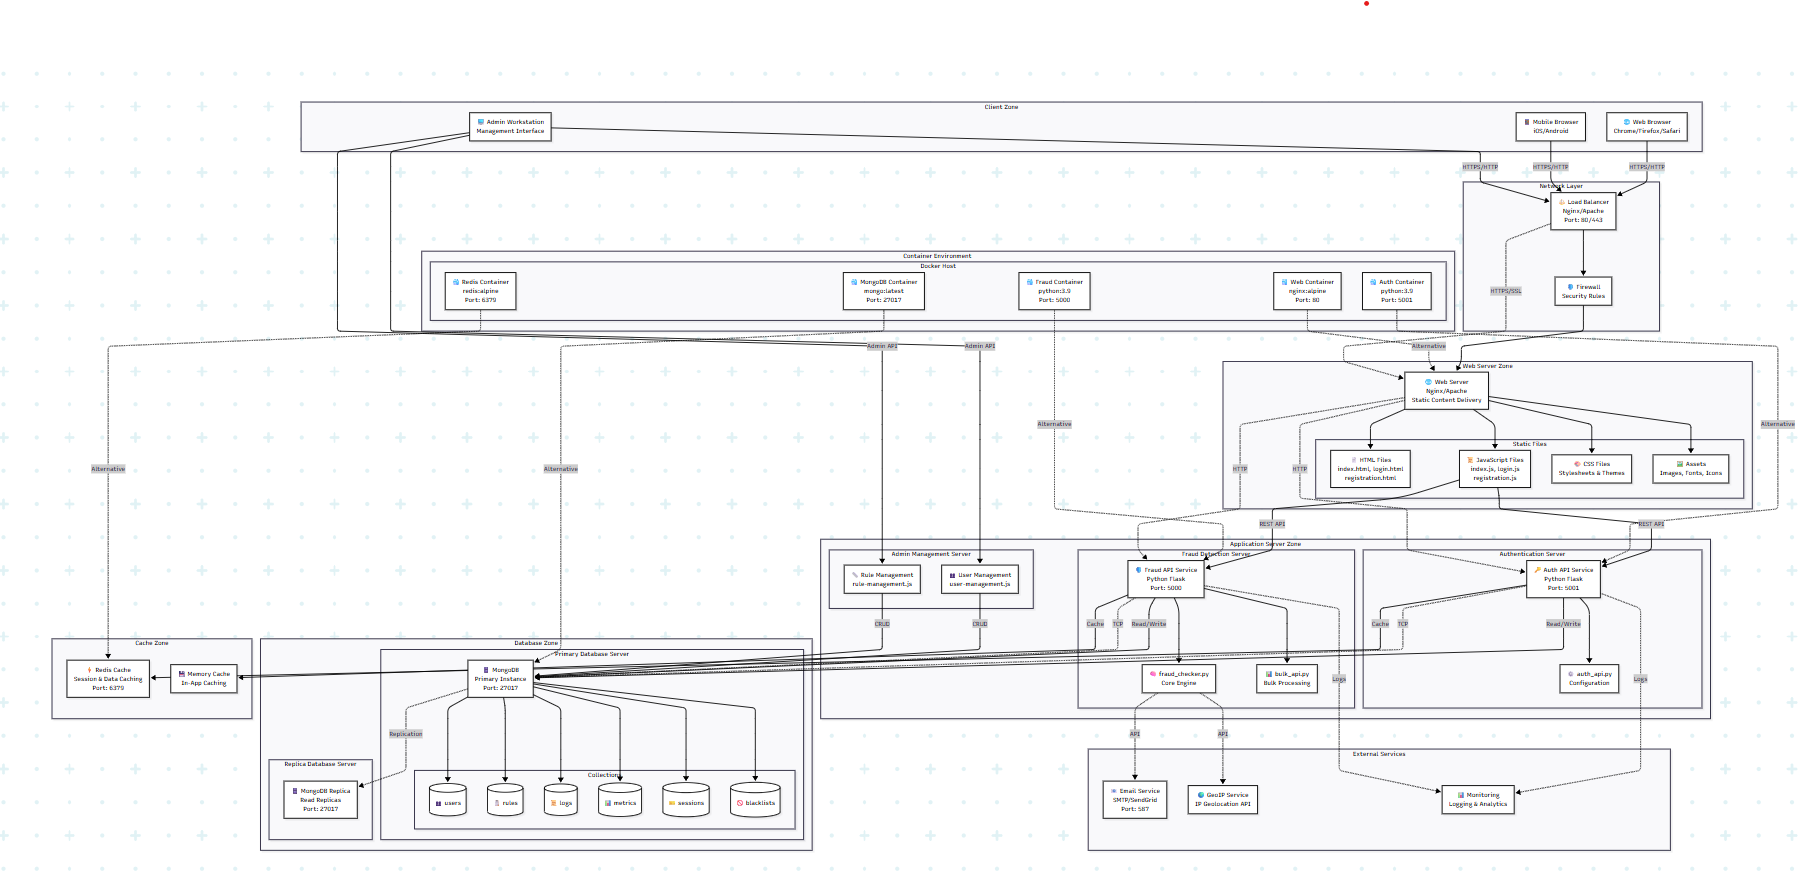 Client Zone
Admin Workstation
Management Interface
Mobile Browser
iOS/Android
Web Browser
Chrome/Firefox/Safari
HTTPS/HTTP
HTTPS/HTTP
HTTPS/HTTP
Network Layer
Load Balancer
Nginx/Apache
Port: 80/443
Firewall
Security Rules
HTTPS/SSL
Container Environment
Docker Host
Redis Container
redis:alpine
Port: 6379
MongoDB Container
mongo:latest
Port: 27017
Fraud Container
python:3.9
Port: 5000
Web Container
nginx:alpine
Port: 80
Auth Container
python:3.9
Port: 5001
Admin API
Admin API
Alternative
Alternative
Alternative
Alternative
Alternative
Web Server Zone
Web Server
Nginx/Apache
Static Content Delivery
Static Files
HTML Files
index.html, login.html
registration.html
JavaScript Files
index.js, login.js
registration.js
CSS Files
Stylesheets & Themes
Assets
Images, Fonts, Icons
HTTP
HTTP
REST API
REST API
Application Server Zone
Admin Management Server
Rule Management
rule-management.js
User Management
user-management.js
CRUD
CRUD
Fraud Detection Server
Fraud API Service
Python Flask
Port: 5000
Cache
TCP
Read/Write
fraud_checker.py
Core Engine
bulk_api.py
Bulk Processing
Logs
Authentication Server
Auth API Service
Python Flask
Port: 5001
Cache
TCP
Read/Write
auth_api.py
Configuration
Logs
Cache Zone
Redis Cache
Session & Data Caching
Port: 6379
Memory Cache
In-App Caching
Database Zone
Primary Database Server
MongoDB
Primary Instance
Port: 27017
Replication
Replica Database Server
MongoDB Replica
Read Replicas
Port: 27017
Collections
users
rules
logs
metrics
sessions
blacklists
API
API
External Services
Email Service
SMTP/SendGrid
Port: 587
GeoIP Service
IP Geolocation API
Monitoring
Logging & Analytics